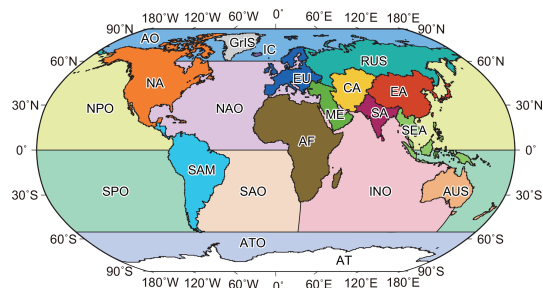 180°W 120°W 60°W 0° 60°E 120°E 180°E
90°N 90°N
AO GrIS IC
60°N RUS 60°N
NA EU CA EA
30°N NPO NAO ME SA 30°N
SEA
0° AF 0°
SAM
30°S SPO SAO INO AUS 30°S
60°S ATO 60°S
AT
90°S 90°S
180°W 120°W 60°W 0° 60°E 120°E 180°E